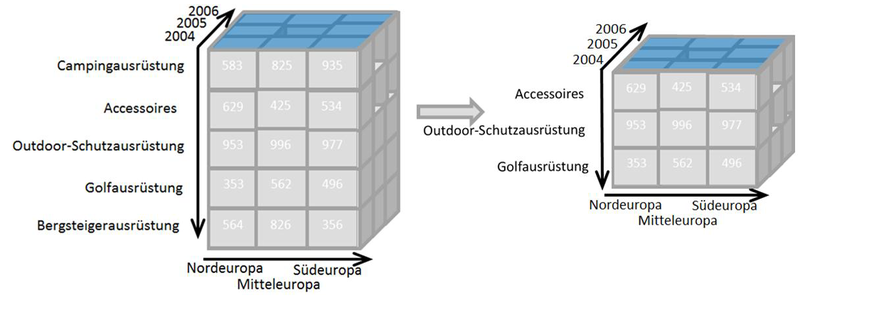 2006
2005
2004
Campingausrüstung 583 825 935
Accessoires 629 425 534
Outdoor-Schutzausrüstung 953 996 977
Golfausrüstung 353 562 496
Bergsteigerausrüstung 564 826 356
Nordeuropa Südeuropa
Mitteleuropa
2006
2005
2004
Accessoires 629 425 534
Outdoor-Schutzausrüstung 953 996 977
Golfausrüstung 353 562 496
Nordeuropa Südeuropa
Mitteleuropa